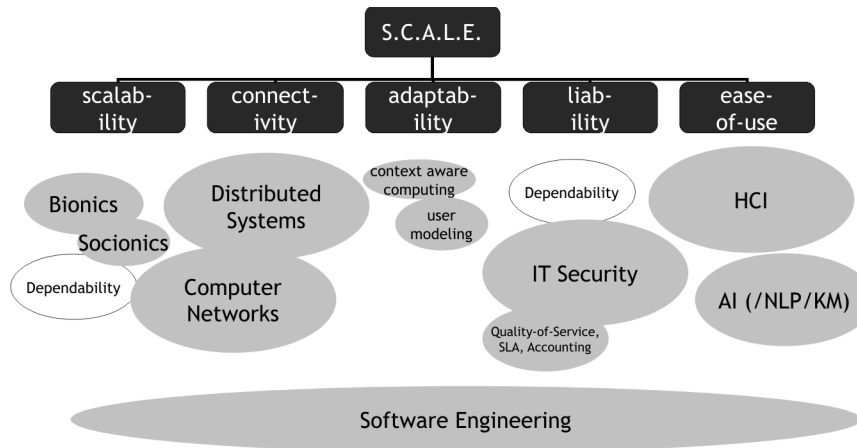 S.C.A.L.E.
scalab-
ility
connect-
ivity
adaptab-
ility
liab-
ility
ease-
of-use
Bionics
Socionics
Dependability
Distributed
Systems
Computer
Networks
context aware
computing
user
modeling
Dependability
IT Security
Quality-of-Service,
SLA, Accounting
HCI
AI (/NLP/KM)
Software Engineering